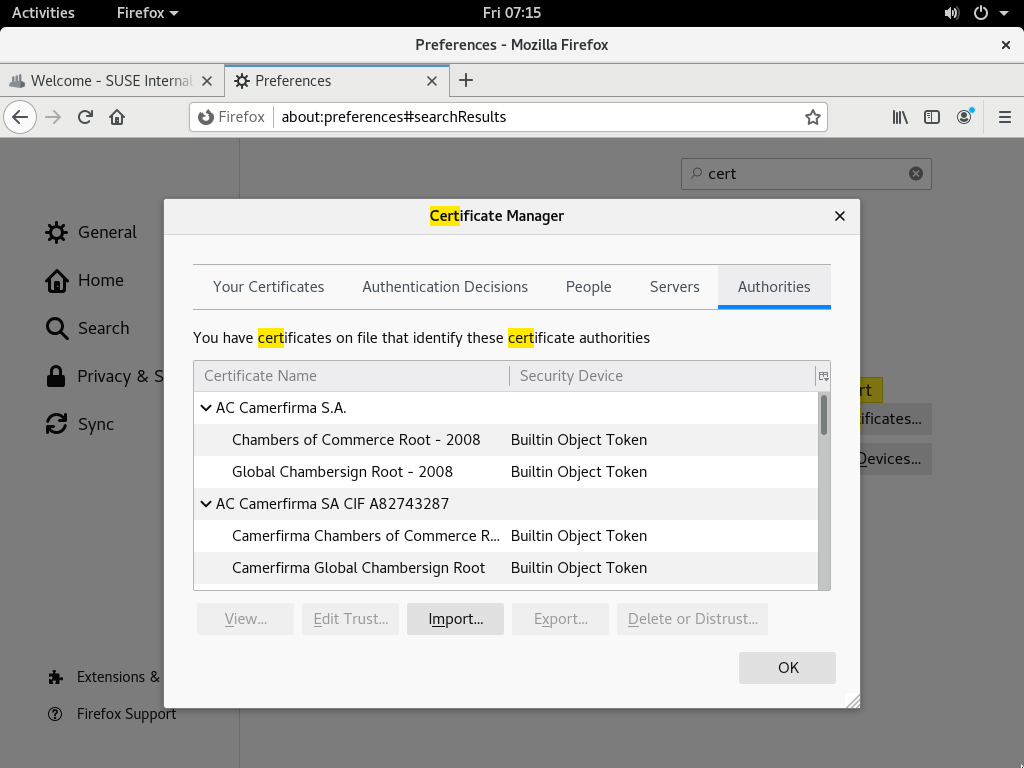 Activities Firefox Fri 07:15
Preferences - Mozilla Firefox
Welcome - SUSE Internal Preferences
Firefox about:preferences#searchResults
cert
Certificate Manager
General
Home
Search
Privacy & S
Sync
Your Certificates Authentication Decisions People Servers Authorities
You have certificates on file that identify these certificate authorities
Certificate Name Security Device
AC Camerfirma S.A.
Chambers of Commerce Root - 2008 Builtin Object Token
Global Chambersign Root - 2008 Builtin Object Token
AC Camerfirma SA CIF A82743287
Camerfirma Chambers of Commerce R... Builtin Object Token
Camerfirma Global Chambersign Root Builtin Object Token
rt
ificates...
Devices...
View... Edit Trust... Import... Export... Delete or Distrust...
OK
Extensions &
Firefox Support